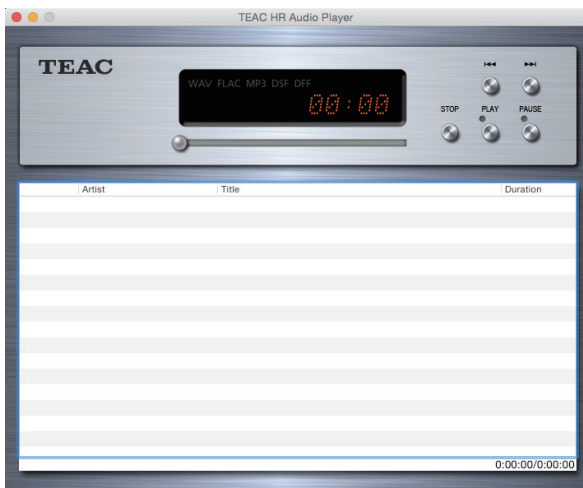 TEAC HR Audio Player
TEAC
WAV FLAC MP3 DSF DFF
00:00
STOP PLAY PAUSE
Artist Title Duration
0:00:00/0:00:00